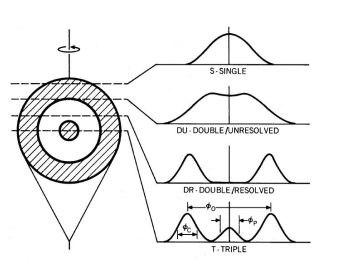 S-SINGLE
DU-DOUBLE/UNRESOLVED
DR-DOUBLE/RESOLVED
ϕO
ϕC
ϕP
T-TRIPLE